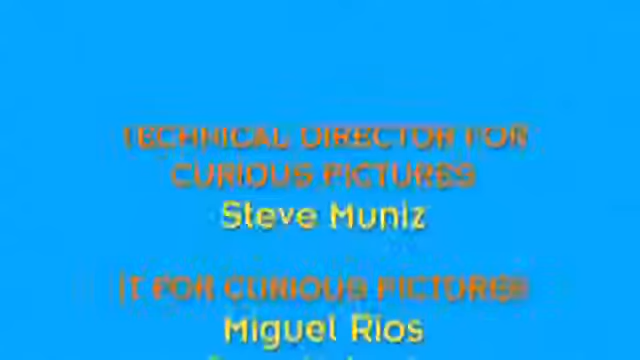 TECHNICAL DIRECTOR FOR
CURIOUS PICTURES
Steve Muniz
IT FOR CURIOUS PICTURES
Miguel Rios